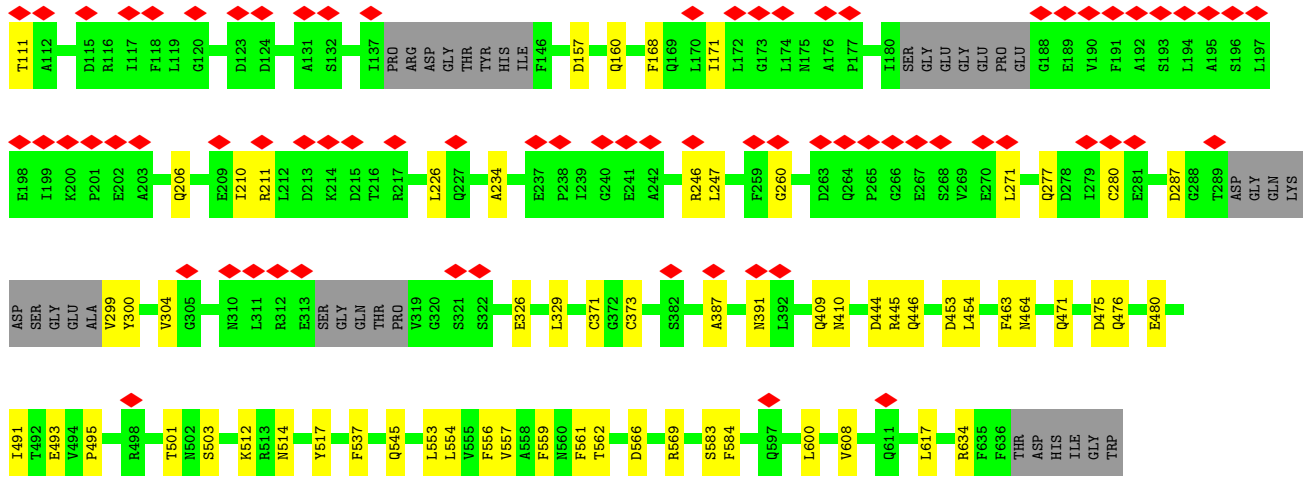 T111 A112 D115 R116 I117 F118 L119 G120 D123 D124 A131 S132 I137 PRO ARG ASP GLY THR TYR HIS ILE F146 D157 Q160 F168 Q169 L170 I171 L172 G173 L174 N175 A176 P177 I180 SER GLY GLU GLY GLU PRO GLU G188 E189 V190 F191 A192 S193 L194 A195 S196 L197
E198 I199 K200 P201 E202 A203 Q206 E209 I210 R211 L212 D213 K214 D215 T216 R217 L226 Q227 A234 E237 P238 I239 G240 E241 A242 R246 L247 F259 G260 D263 Q264 P265 G266 E267 S268 V269 E270 L271 Q277 D278 I279 C280 E281 D287 G288 T289 ASP GLY GLN LYS
ASP SER GLY GLU ALA V299 Y300 V304 G305 N310 L311 R312 E313 SER GLY GLN THR PRO V319 G320 S321 S322 E326 L329 C371 G372 C373 S382 A387 N391 L392 Q409 N410 D444 R445 Q446 D453 L454 F463 N464 Q471 D475 Q476 E480
I491 T492 E493 V494 P495 R498 T501 N502 S503 K512 R513 N514 Y517 F537 Q545 L553 L554 V555 F556 V557 A558 F559 N560 F561 T562 D566 R569 S583 F584 Q597 L600 V608 Q611 L617 R634 F635 F636 THR ASP HIS ILE GLY TRP